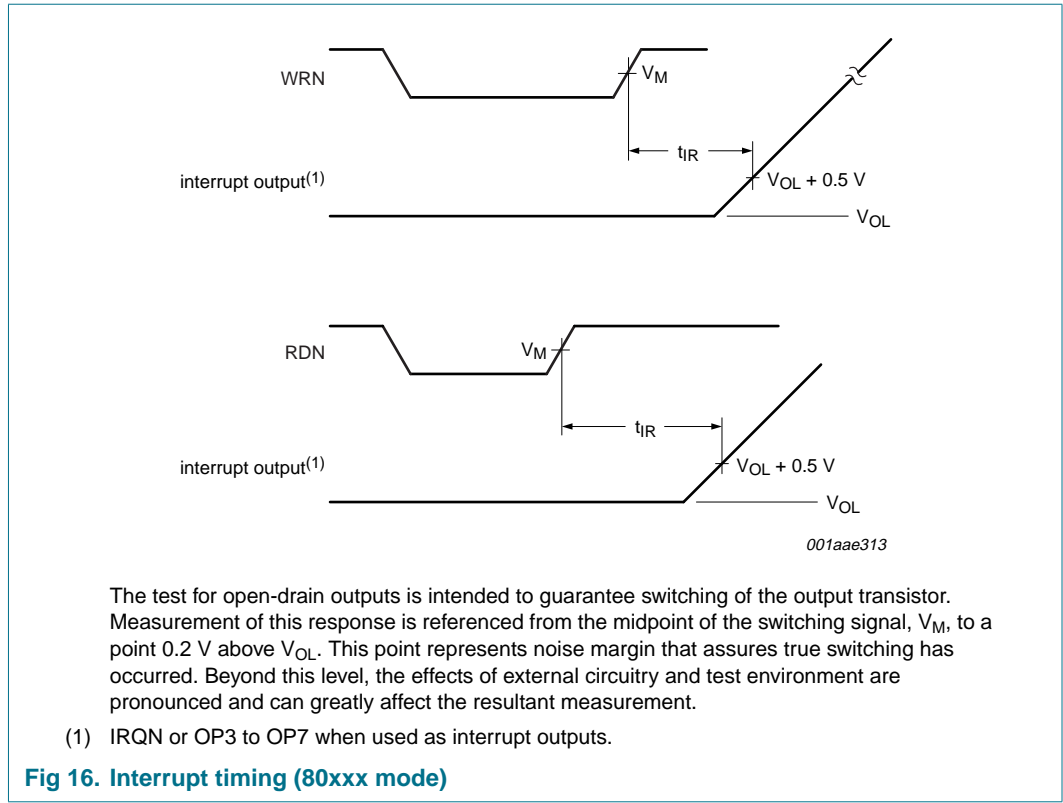 WRN
VM
tIR
interrupt output(1)
VOL + 0.5 V
VOL
RDN
VM
tIR
interrupt output(1)
VOL + 0.5 V
VOL
001aae313
The test for open-drain outputs is intended to guarantee switching of the output transistor.
Measurement of this response is referenced from the midpoint of the switching signal, VM, to a
point 0.2 V above VOL. This point represents noise margin that assures true switching has
occurred. Beyond this level, the effects of external circuitry and test environment are
pronounced and can greatly affect the resultant measurement.
(1) IRQN or OP3 to OP7 when used as interrupt outputs.
Fig 16. Interrupt timing (80xxx mode)